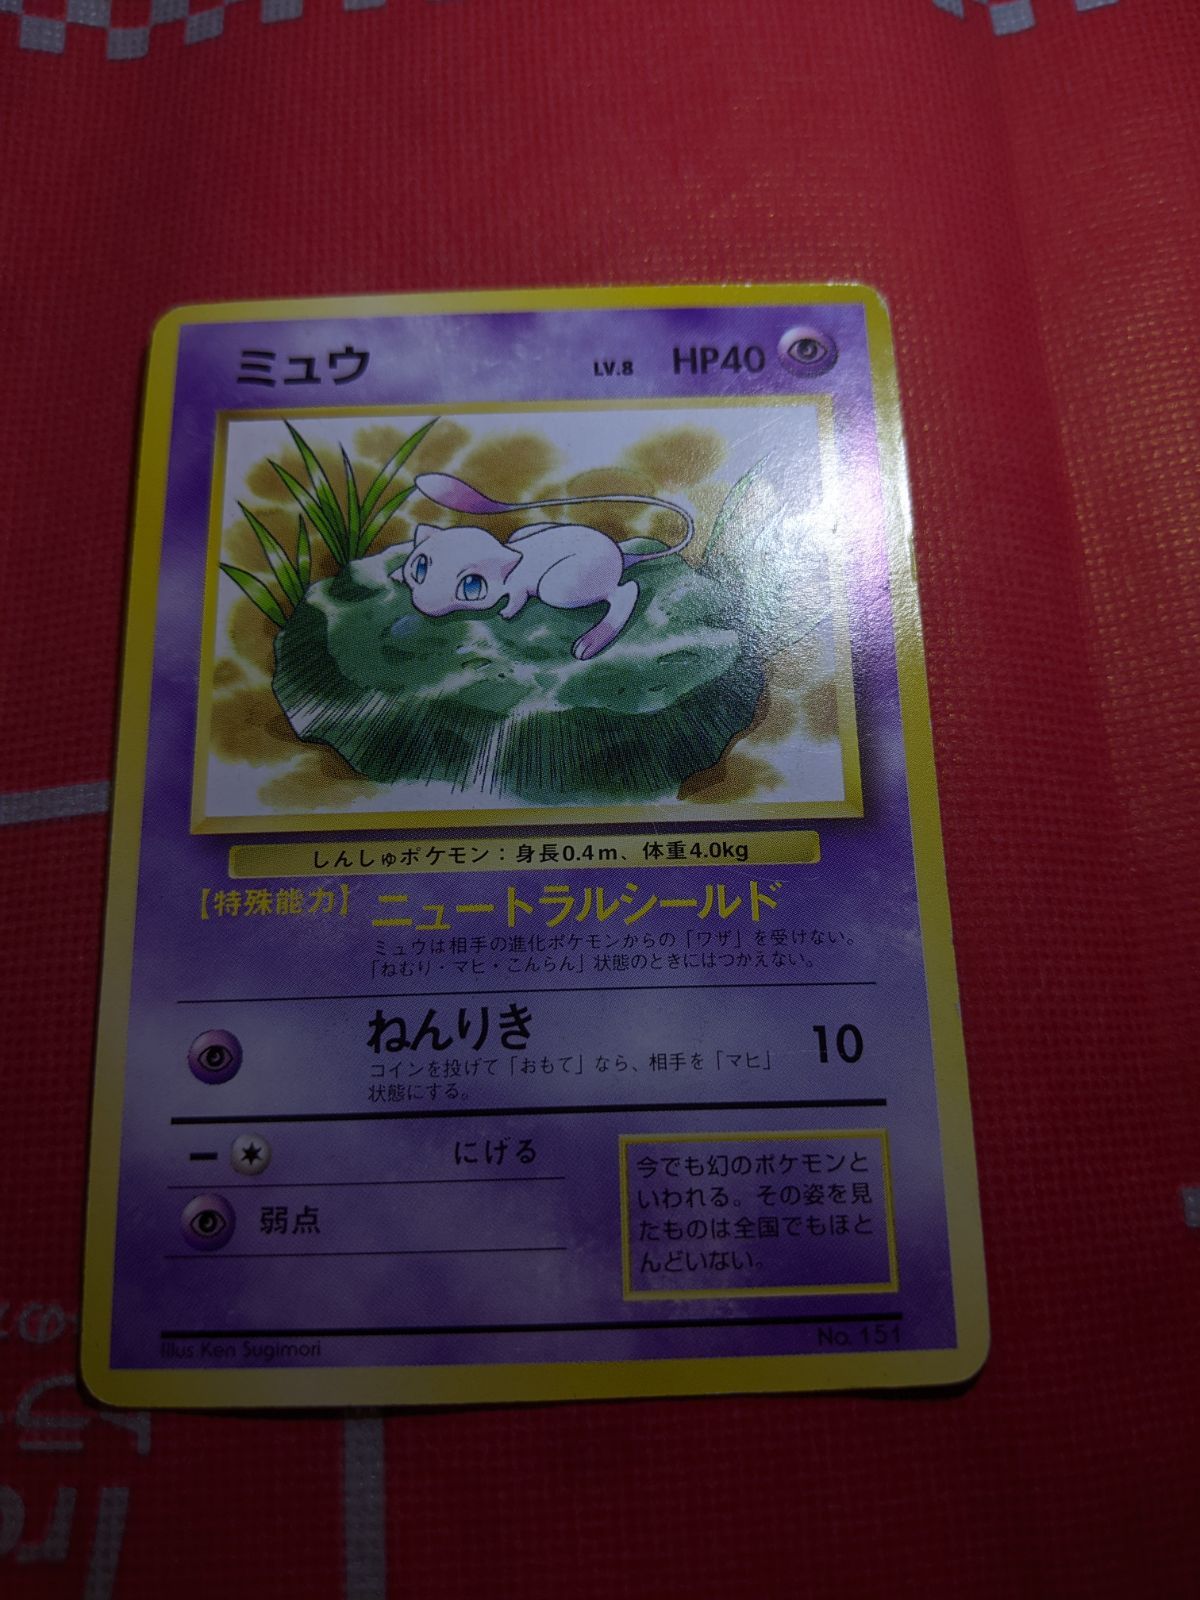 ミュウ LV.8 HP40
しんしゅポケモン：身長0.4m、体重4.0kg
【特殊能力】 ニュートラルシールド
ミュウは相手の進化ポケモンからの「ワザ」を受けない。
「ねむり・マヒ・こんらん」状態のときにはつかえない。
ねんりき 10
コインを投げて「おもて」なら、相手を「マヒ」
状態にする。
ー にげる
弱点
今でも幻のポケモンと
いわれる。その姿を見
たものは全国でもほと
んどいない。
Illus. Ken Sugimori No. 151